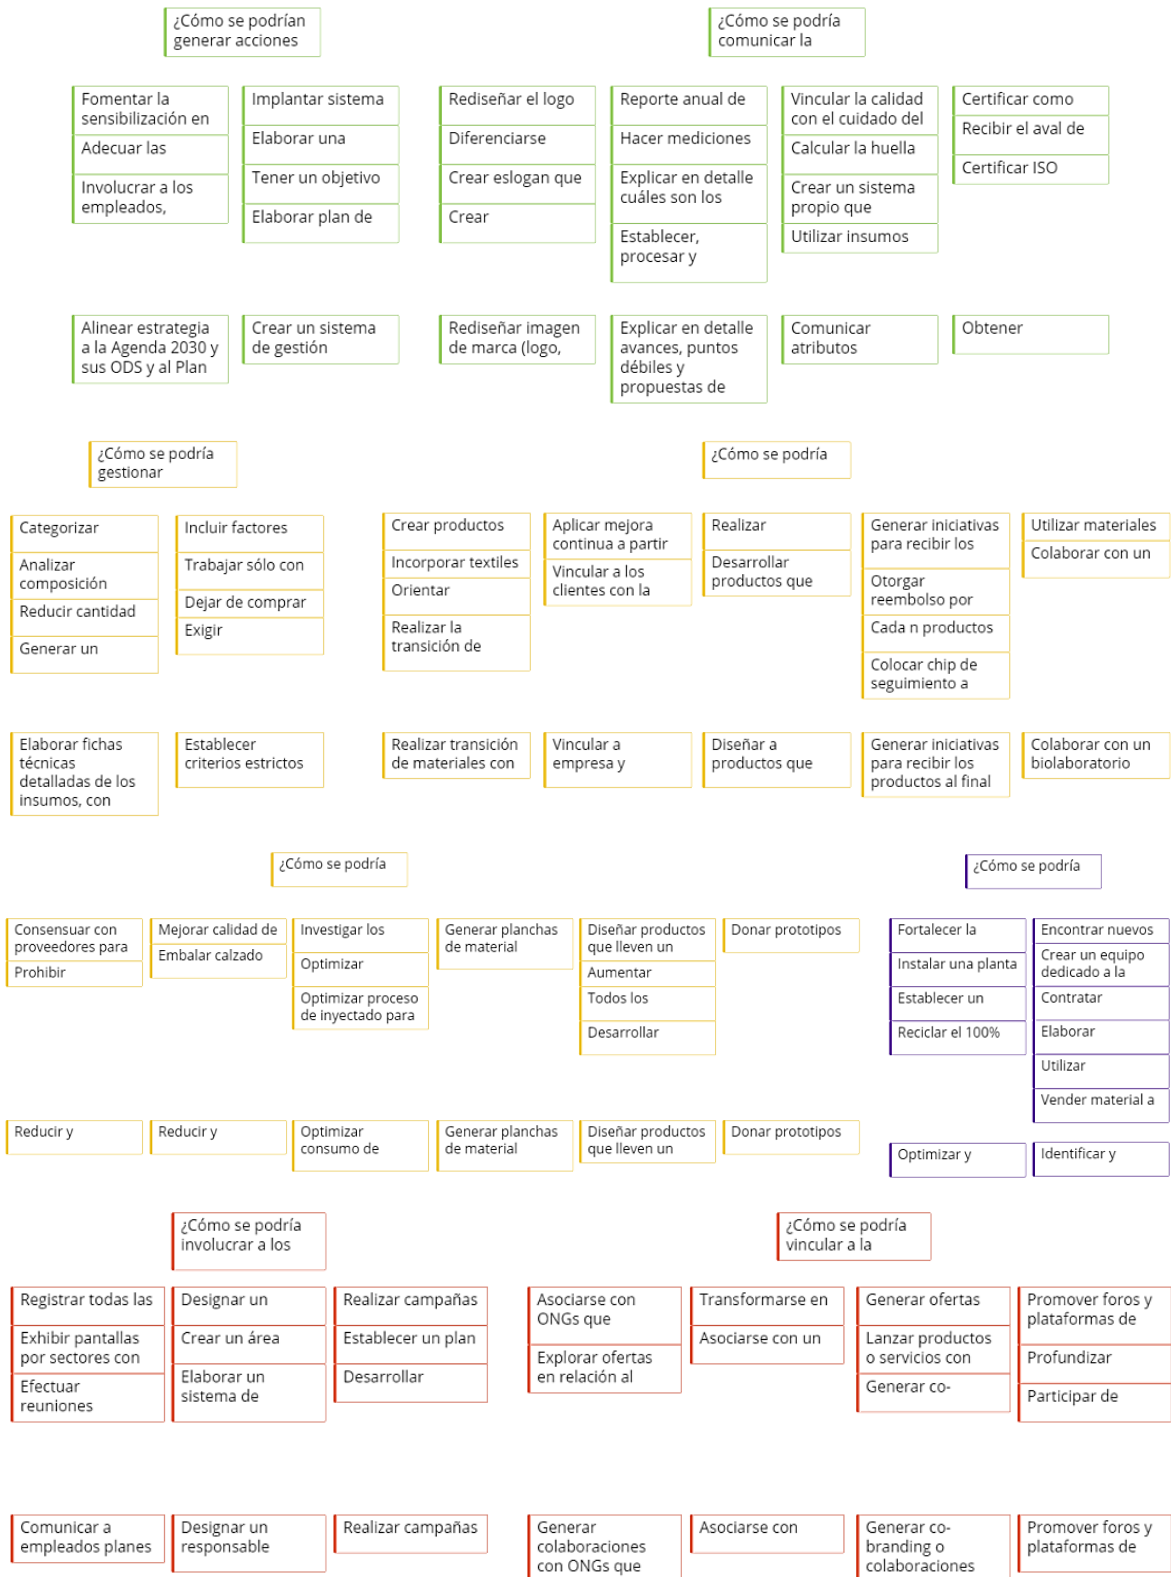 ¿Cómo se podrían
generar acciones
¿Cómo se podría
comunicar la
Fomentar la
sensibilización en
Adecuar las
Involucrar a los
empleados,
Implantar sistema
Elaborar una
Tener un objetivo
Elaborar plan de
Rediseñar el logo
Diferenciarse
Crear eslogan que
Crear
Reporte anual de
Hacer mediciones
Explicar en detalle
cuáles son los
Establecer,
procesar y
Vincular la calidad
con el cuidado del
Calcular la huella
Crear un sistema
propio que
Utilizar insumos
Certificar como
Recibir el aval de
Certificar ISO
Alinear estrategia
a la Agenda 2030 y
sus ODS y al Plan
Crear un sistema
de gestión
Rediseñar imagen
de marca (logo,
Explicar en detalle
avances, puntos
débiles y
propuestas de
Comunicar
atributos
Obtener
¿Cómo se podría
gestionar
¿Cómo se podría
Categorizar
Analizar
composición
Reducir cantidad
Generar un
Incluir factores
Trabajar sólo con
Dejar de comprar
Exigir
Crear productos
Incorporar textiles
Orientar
Realizar la
transición de
Aplicar mejora
continua a partir
Vincular a los
clientes con la
Realizar
Desarrollar
productos que
Generar iniciativas
para recibir los
Otorgar
reembolso por
Cada n productos
Colocar chip de
seguimiento a
Utilizar materiales
Colaborar con un
Elaborar fichas
técnicas
detalladas de los
insumos, con
Establecer
criterios estrictos
Realizar transición
de materiales con
Vincular a
empresa y
Diseñar a
productos que
Generar iniciativas
para recibir los
productos al final
Colaborar con un
biolaboratorio
¿Cómo se podría
¿Cómo se podría
Consensuar con
proveedores para
Prohibir
Mejorar calidad de
Embalar calzado
Investigar los
Optimizar
Optimizar proceso
de inyectado para
Generar planchas
de material
Diseñar productos
que lleven un
Aumentar
Todos los
Desarrollar
Donar prototipos
Fortalecer la
Instalar una planta
Establecer un
Reciclar el 100%
Encontrar nuevos
Crear un equipo
dedicado a la
Contratar
Elaborar
Utilizar
Vender material a
Reducir y
Reducir y
Optimizar
consumo de
Generar planchas
de material
Diseñar productos
que lleven un
Donar prototipos
Optimizar y
Identificar y
¿Cómo se podría
involucrar a los
¿Cómo se podría
vincular a la
Registrar todas las
Exhibir pantallas
por sectores con
Efectuar
reuniones
Designar un
Crear un área
Elaborar un
sistema de
Realizar campañas
Establecer un plan
Desarrollar
Asociarse con
ONGs que
Explorar ofertas
en relación al
Transformarse en
Asociarse con un
Generar ofertas
Lanzar productos
o servicios con
Generar co-
Promover foros y
plataformas de
Profundizar
Participar de
Comunicar a
empleados planes
Designar un
responsable
Realizar campañas
Generar
colaboraciones
con ONGs que
Asociarse con
Generar co-
branding o
colaboraciones
Promover foros y
plataformas de